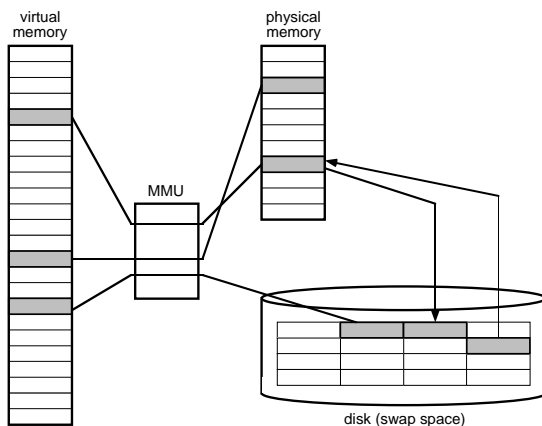 virtual
memory
physical
memory
MMU
disk (swap space)